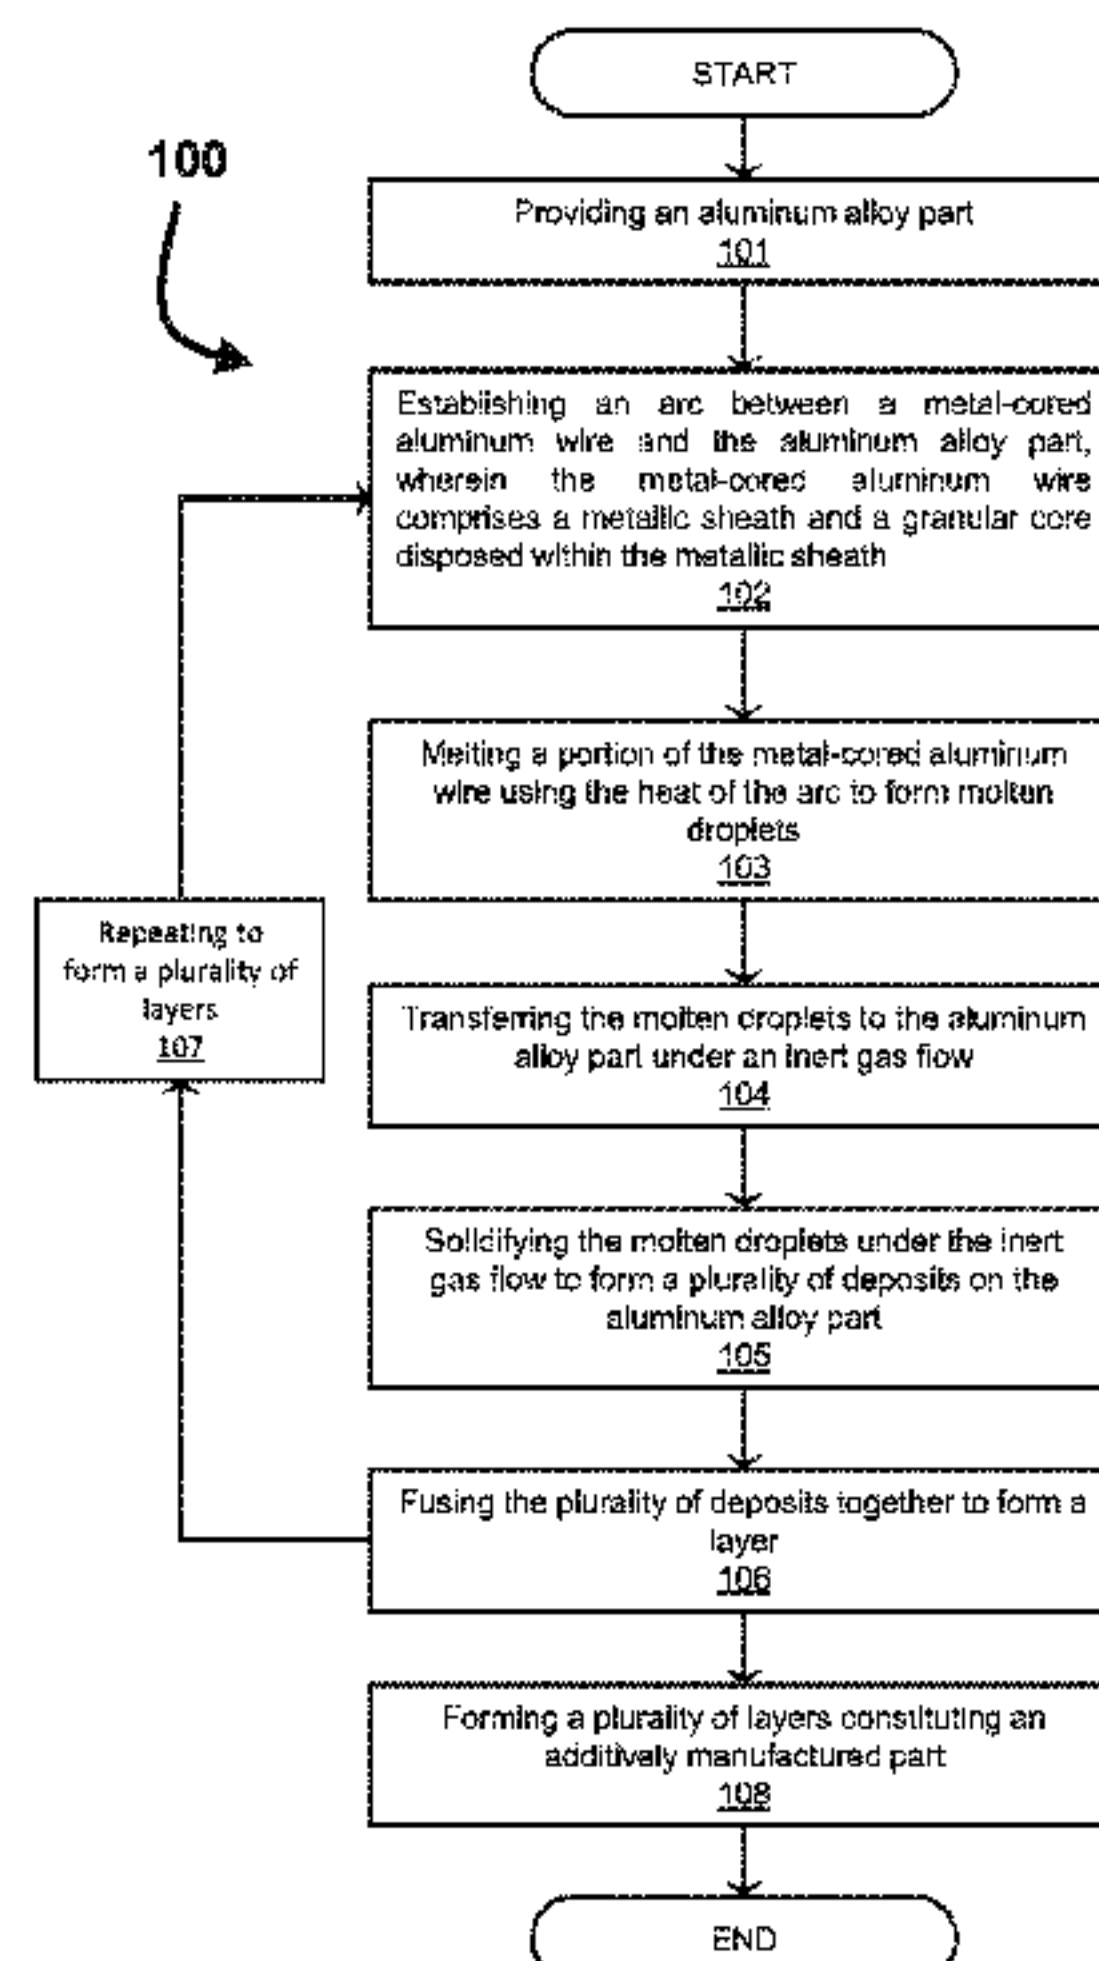 START
100
Providing an aluminum alloy part
101
Establishing an arc between a metal-cored
aluminum wire and the aluminum alloy part,
wherein the metal-cored aluminum wire
comprises a metallic sheath and a granular core
disposed within the metallic sheath
102
Melting a portion of the metal-cored aluminum
wire using the heat of the arc to form molten
droplets
103
Repeating to
form a plurality of
layers
107
Transferring the molten droplets to the aluminum
alloy part under an inert gas flow
104
Solidifying the molten droplets under the inert
gas flow to form a plurality of deposits on the
aluminum alloy part
105
Fusing the plurality of deposits together to form a
layer
106
Forming a plurality of layers constituting an
additively manufactured part
108
END